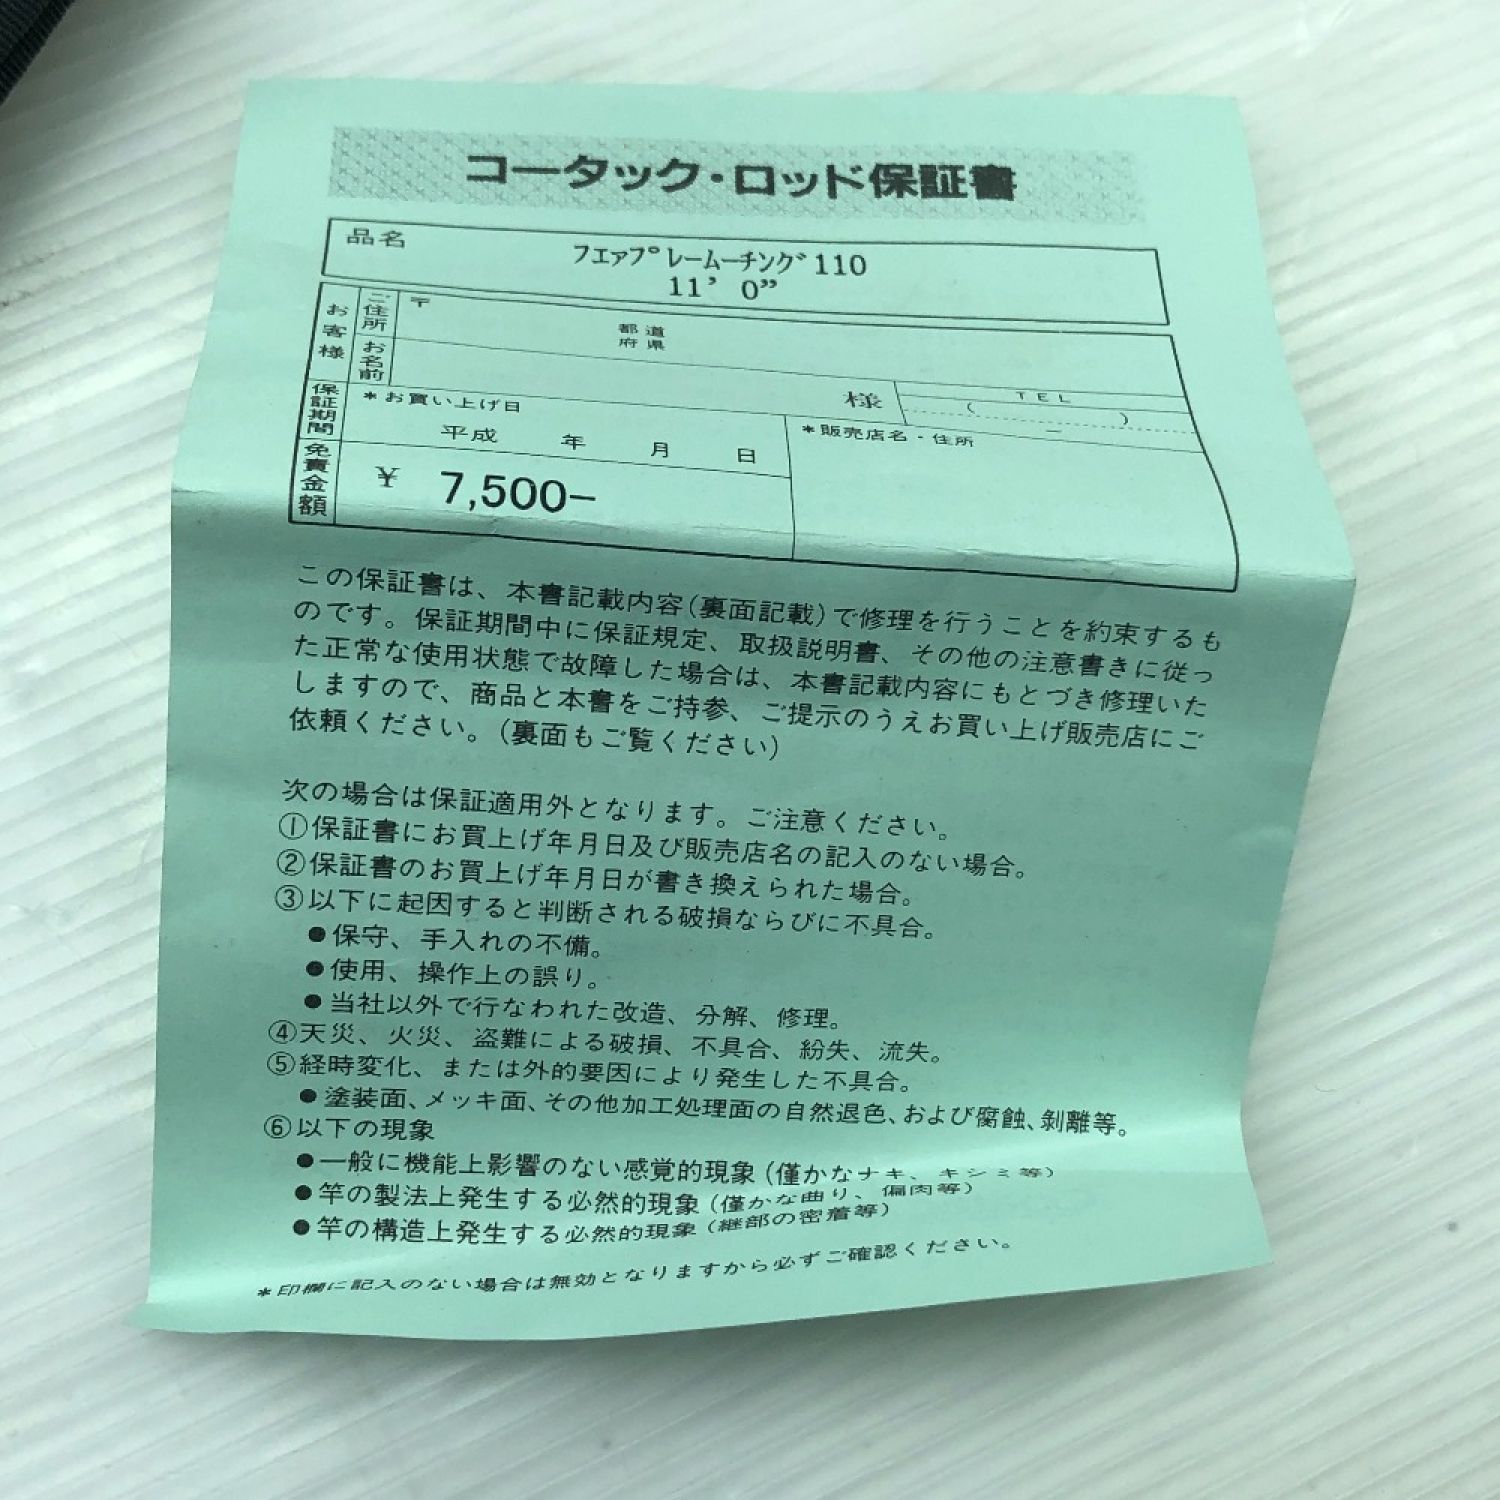 コータック・ロッド保証書
品名
フエァプレームーチング110
11' 0"
お客様
ご住所
〒
都道
府県
お名前
様
TEL
( )
保証期間
*お買い上げ日
平成 年 月 日
*販売店名・住所
免責金額
¥ 7,500−
この保証書は、本書記載内容(裏面記載)で修理を行うことを約束するも
のです。保証期間中に保証規定、取扱説明書、その他の注意書きに従っ
た正常な使用状態で故障した場合は、本書記載内容にもとづき修理いた
しますので、商品と本書をご持参、ご提示のうえお買い上げ販売店にご
依頼ください。(裏面もご覧ください)
次の場合は保証適用外となります。ご注意ください。
①保証書にお買上げ年月日及び販売店名の記入のない場合。
②保証書のお買上げ年月日が書き換えられた場合。
③以下に起因すると判断される破損ならびに不具合。
●保守、手入れの不備。
●使用、操作上の誤り。
●当社以外で行なわれた改造、分解、修理。
④天災、火災、盗難による破損、不具合、紛失、流失。
⑤経時変化、または外的要因により発生した不具合。
●塗装面、メッキ面、その他加工処理面の自然退色、および腐蝕、剝離等。
⑥以下の現象
●一般に機能上影響のない感覚的現象(僅かなナキ、キシミ等)
●竿の製法上発生する必然的現象(僅かな曲り、偏肉等)
●竿の構造上発生する必然的現象(継部の密着等)
*印欄に記入のない場合は無効となりますから必ずご確認ください。